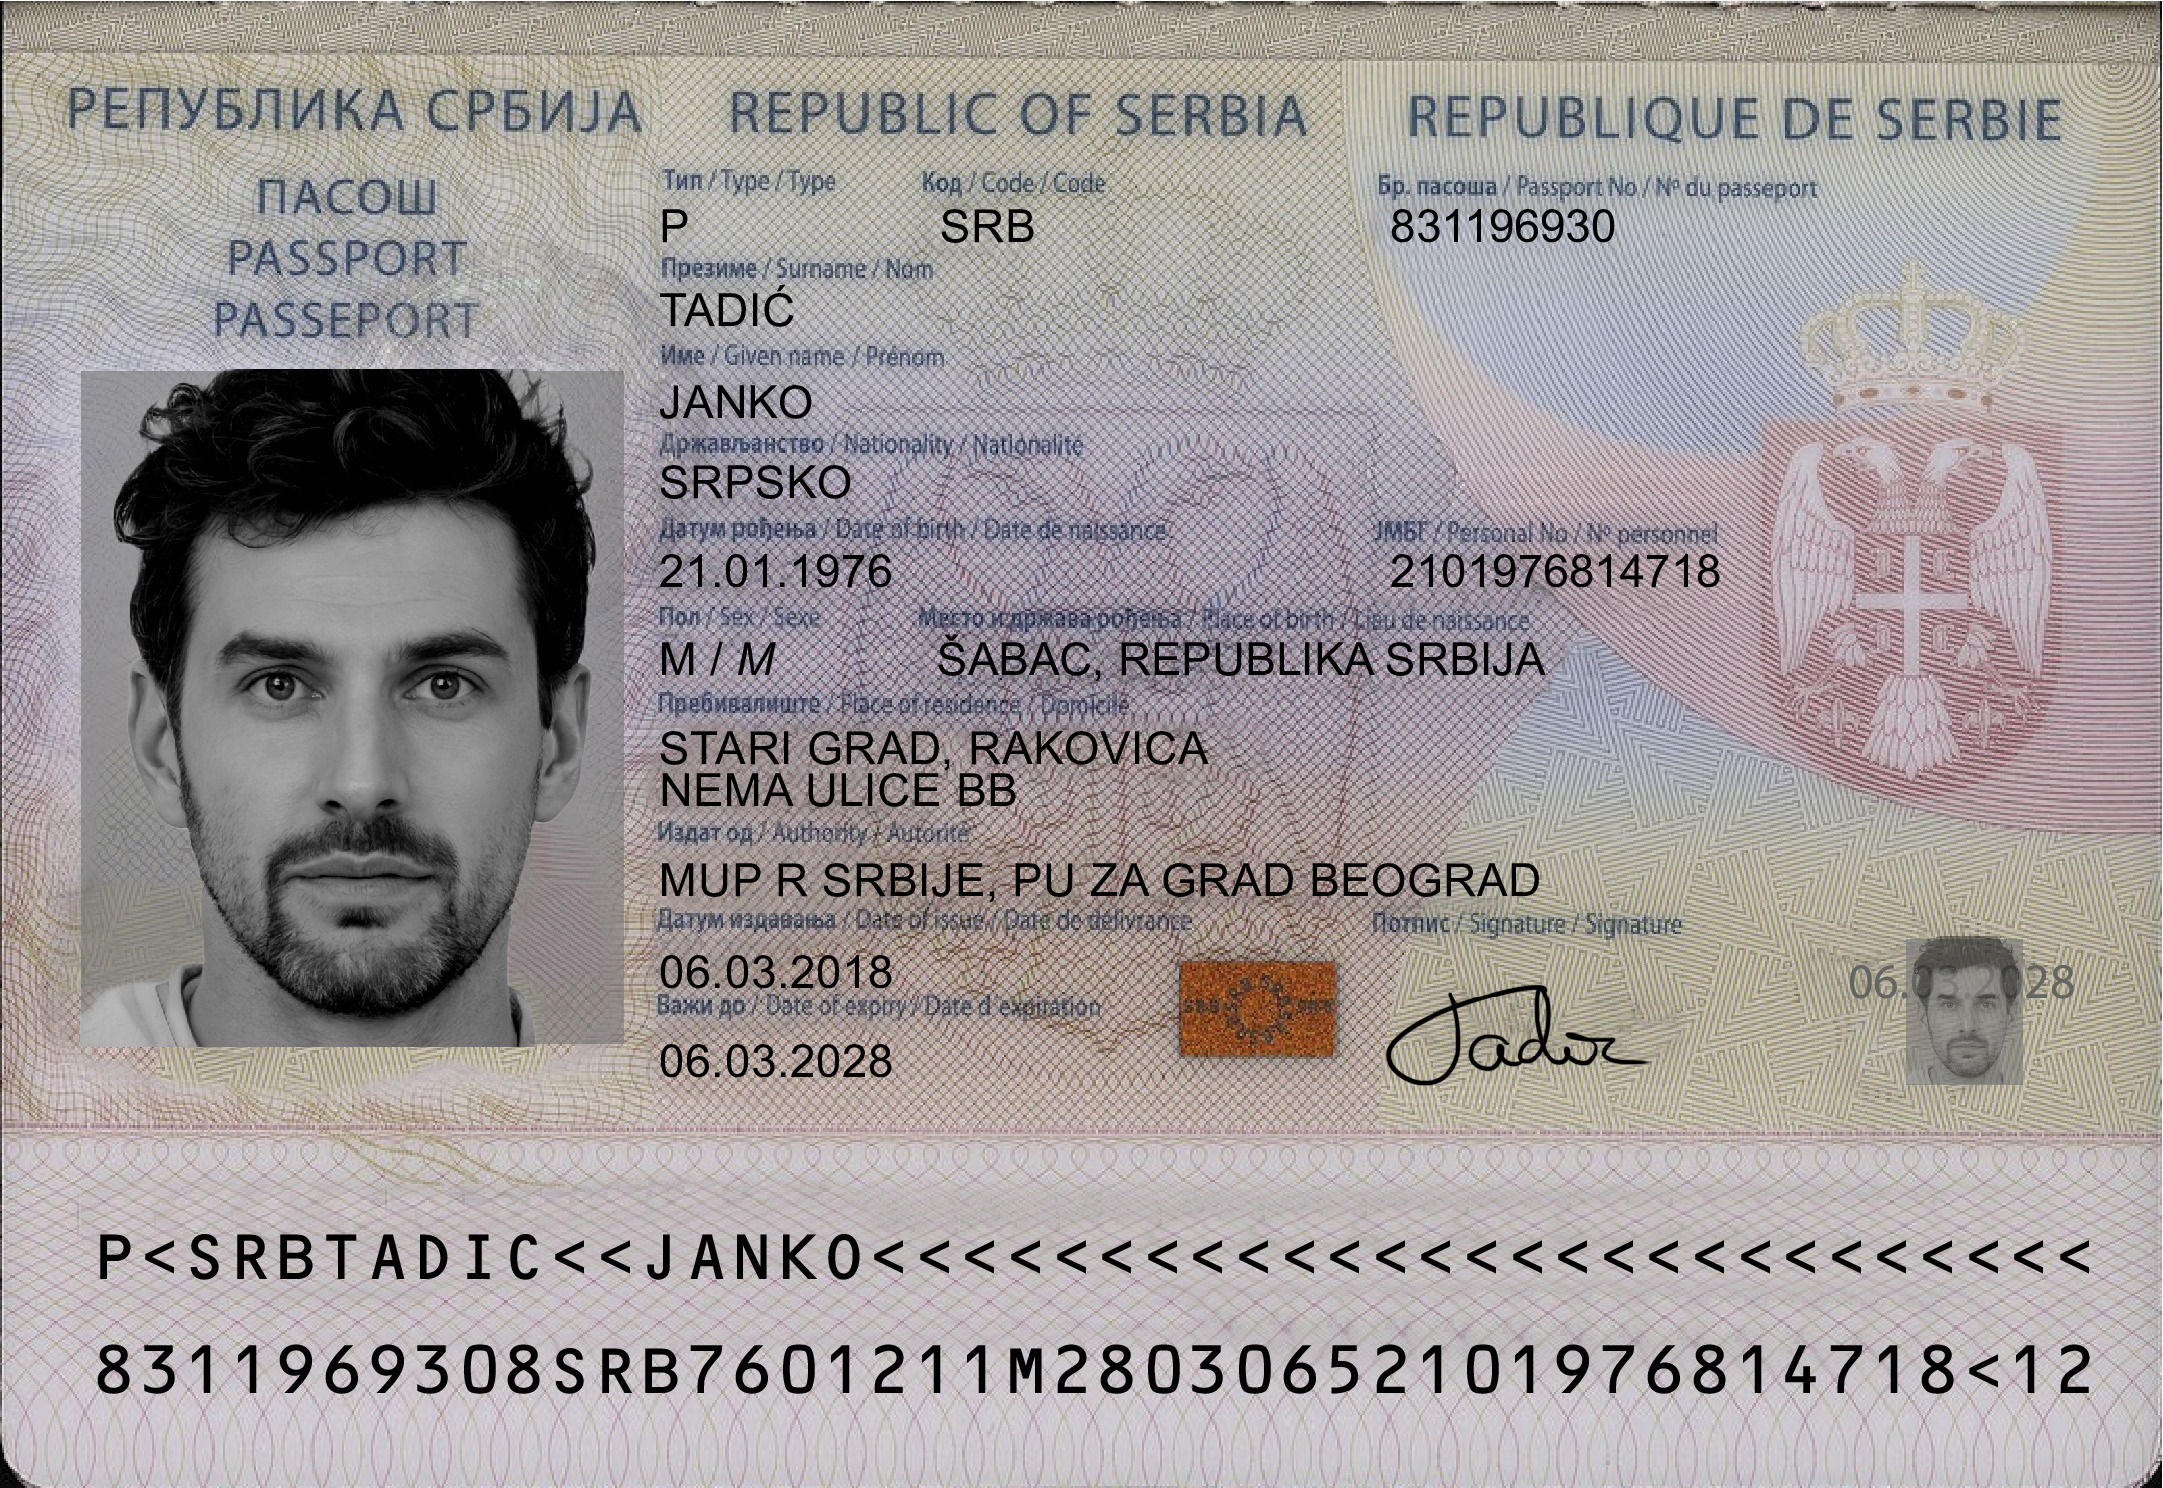 РЕПУБЛИКА СРБИЈА REPUBLIC OF SERBIA REPUBLIQUE DE SERBIE
ПАСОШ
PASSPORT
PASSEPORT
Тип / Type / Type Код / Code / Code Бр. пасоша / Passport No / Nº du passeport
P SRB 831196930
Презиме / Surname / Nom
TADIĆ
Име / Given name / Prénom
JANKO
Држављанство / Nationality / Nationalité
SRPSKO
Датум рођења / Date of birth / Date de naissance ЈМБГ / Personal No / Nº personnel
21.01.1976 2101976814718
Пол / Sex / Sexe Место и држава рођења / Place of birth / Lieu de naissance
M / M ŠABAC, REPUBLIKA SRBIJA
Пребивалиште / Place of residence / Domicile
STARI GRAD, RAKOVICA
NEMA ULICE BB
Издат од / Authority / Autorité
MUP R SRBIJE, PU ZA GRAD BEOGRAD
Датум издавања / Date of issue / Date de délivrance Потпис / Signature / Signature
06.03.2018 06.03.2028
Важи до / Date of expiry / Date d expiration
Tadic
06.03.2028
P<SRBTADIC<<JANKO<<<<<<<<<<<<<<<<<<<<<<<<<<<
8311969308SRB7601211M28030652101976814718<12